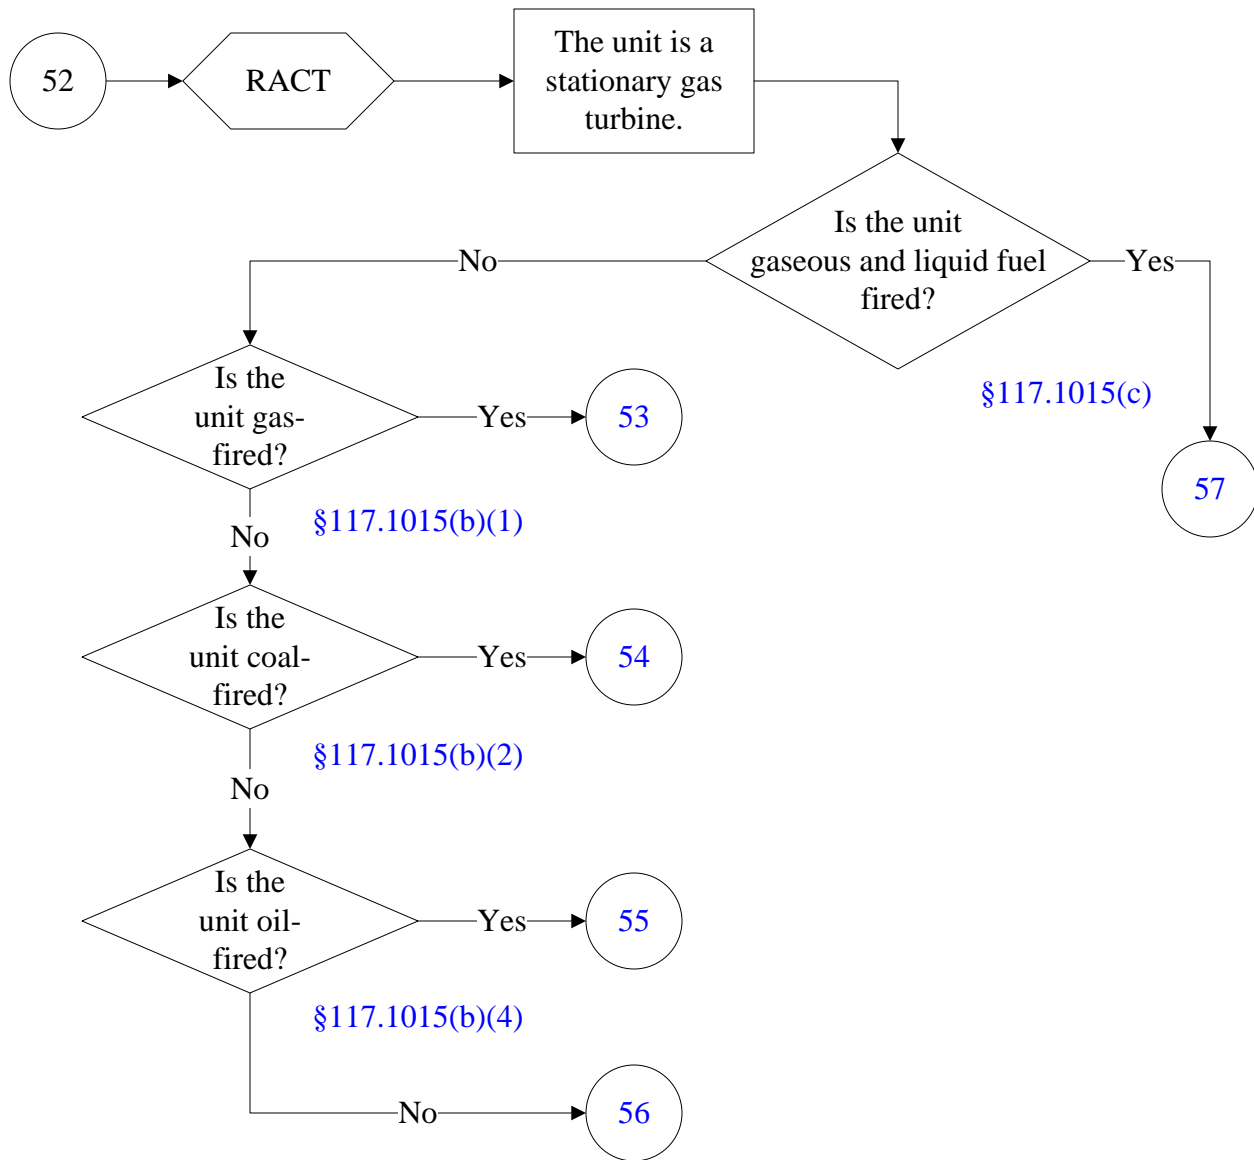 52
RACT
The unit is a
stationary gas
turbine.
Is the unit
gaseous and liquid fuel
fired?
No
Yes
§117.1015(c)
57
Is the
unit gas-
fired?
Yes
53
§117.1015(b)(1)
No
Is the
unit coal-
fired?
Yes
54
§117.1015(b)(2)
No
Is the
unit oil-
fired?
Yes
55
§117.1015(b)(4)
No
56